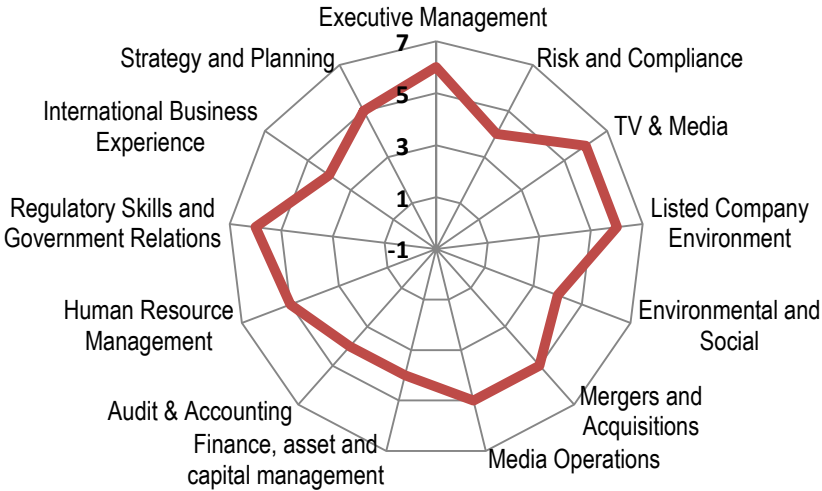 Executive Management
7
Strategy and Planning
Risk and Compliance
5
International Business
Experience
TV & Media
3
1
Regulatory Skills and
Government Relations
Listed Company
Environment
-1
Human Resource
Management
Environmental and
Social
Audit & Accounting
Mergers and
Acquisitions
Finance, asset and
capital management
Media Operations